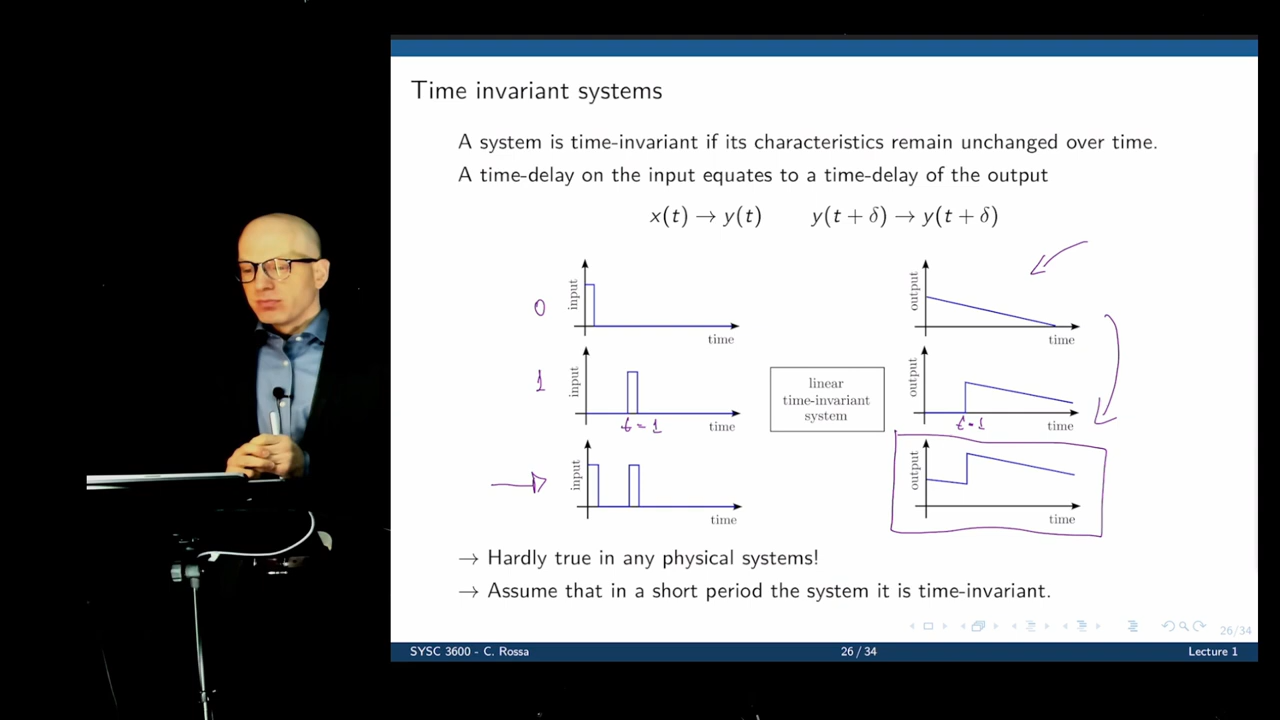 Time invariant systems
A system is time-invariant if its characteristics remain unchanged over time.
A time-delay on the input equates to a time-delay of the output
x(t) → y(t) y(t + δ) → y(t + δ)
0
input
time
output
time
1
input
t = 1
time
linear
time-invariant
system
output
t = 1
time
input
time
output
time
→ Hardly true in any physical systems!
→ Assume that in a short period the system it is time-invariant.
26/34
SYSC 3600 - C. Rossa
26 / 34
Lecture 1